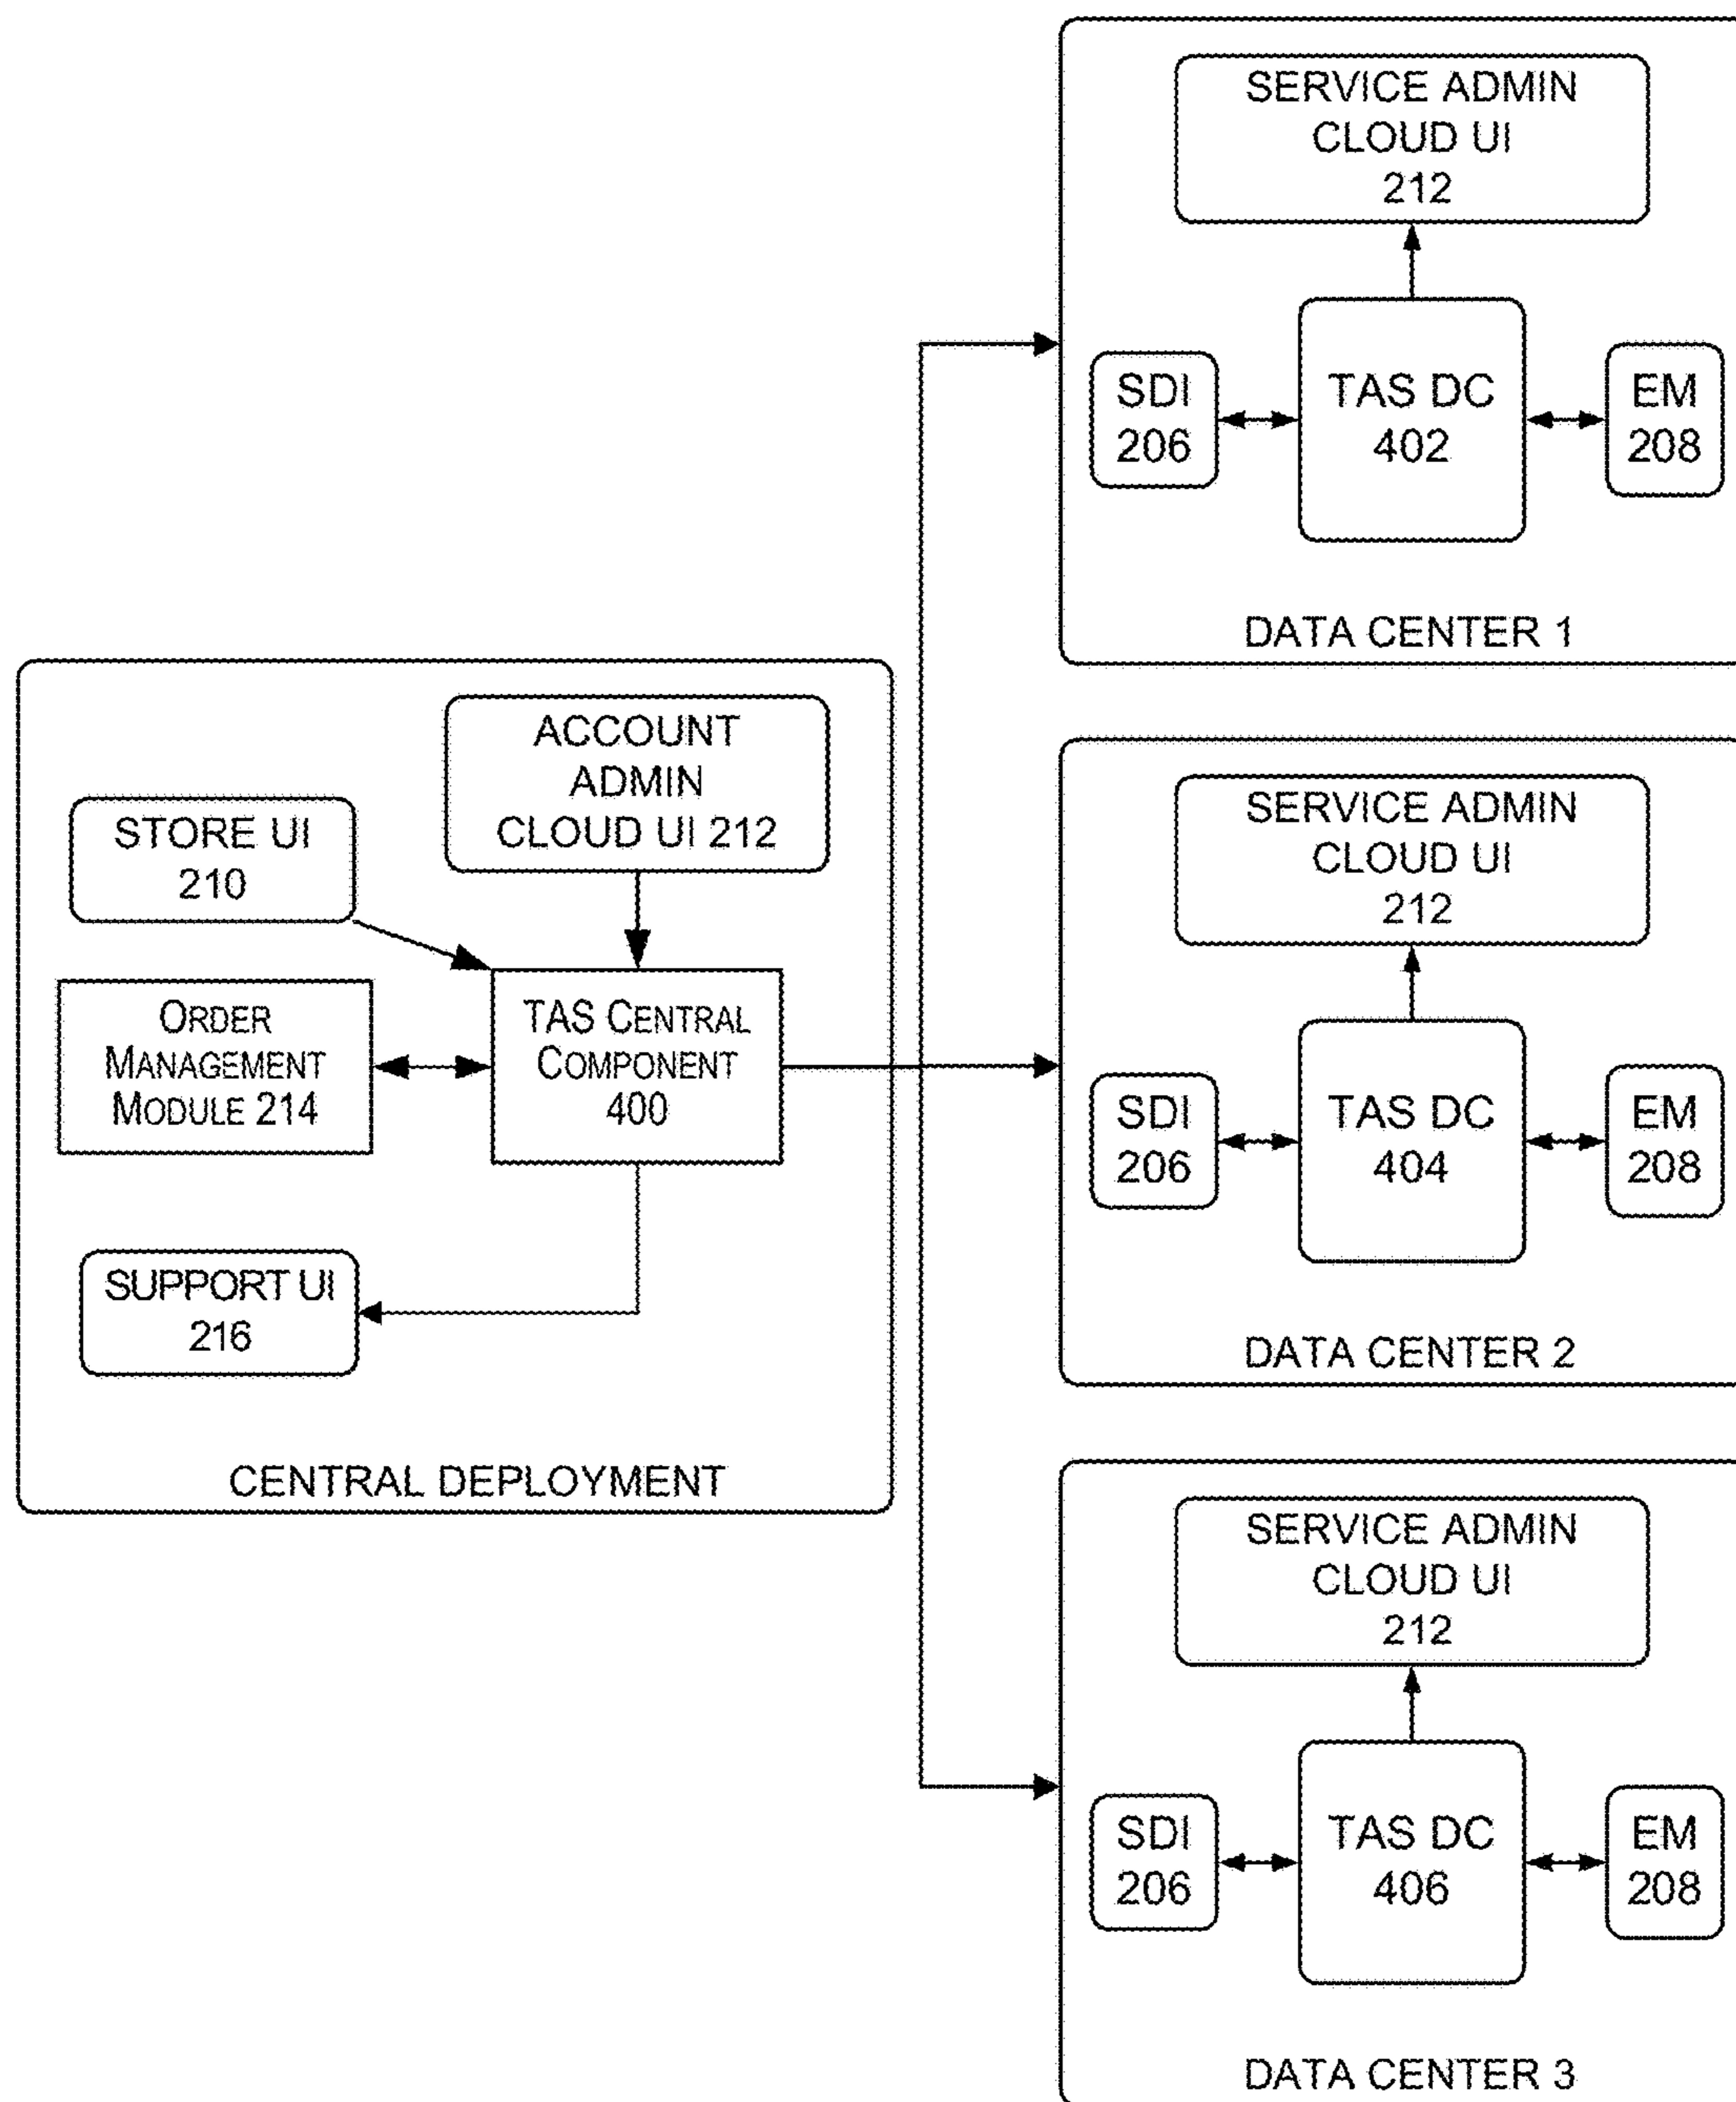 SERVICE ADMIN
CLOUD UI
212
SDI
206
TAS DC
402
EM
208
DATA CENTER 1
ACCOUNT
ADMIN
CLOUD UI 212
STORE UI
210
ORDER
MANAGEMENT
MODULE 214
TAS CENTRAL
COMPONENT
400
SUPPORT UI
216
CENTRAL DEPLOYMENT
SERVICE ADMIN
CLOUD UI
212
SDI
206
TAS DC
404
EM
208
DATA CENTER 2
SERVICE ADMIN
CLOUD UI
212
SDI
206
TAS DC
406
EM
208
DATA CENTER 3